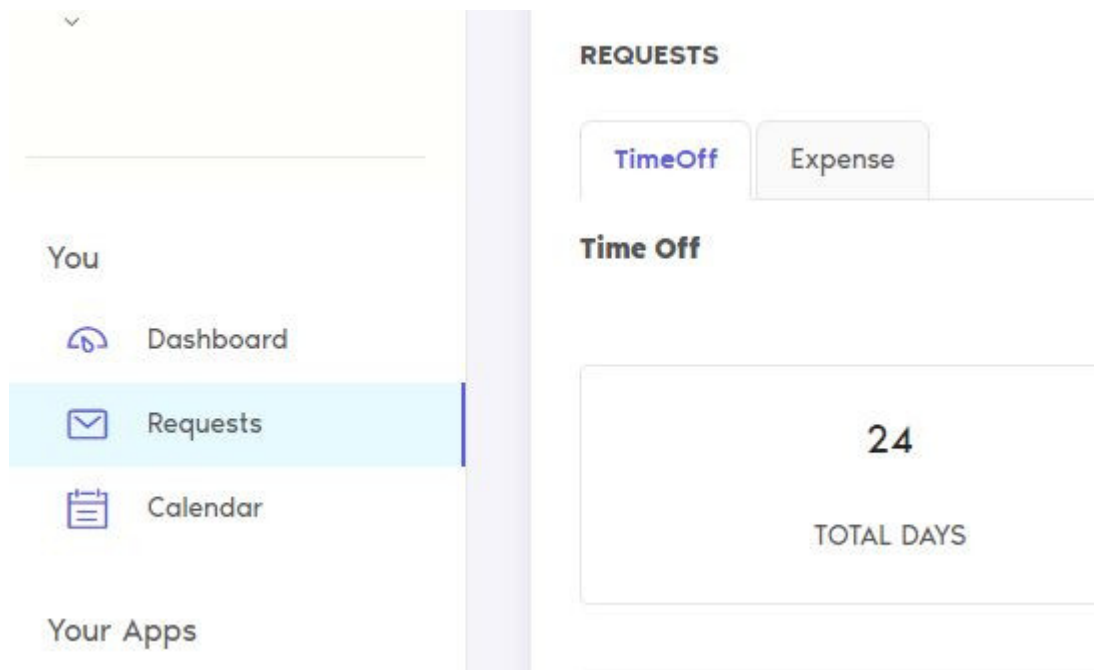 You
Dashboard
Requests
Calendar
Your Apps
REQUESTS
TimeOff
Expense
Time Off
24
TOTAL DAYS